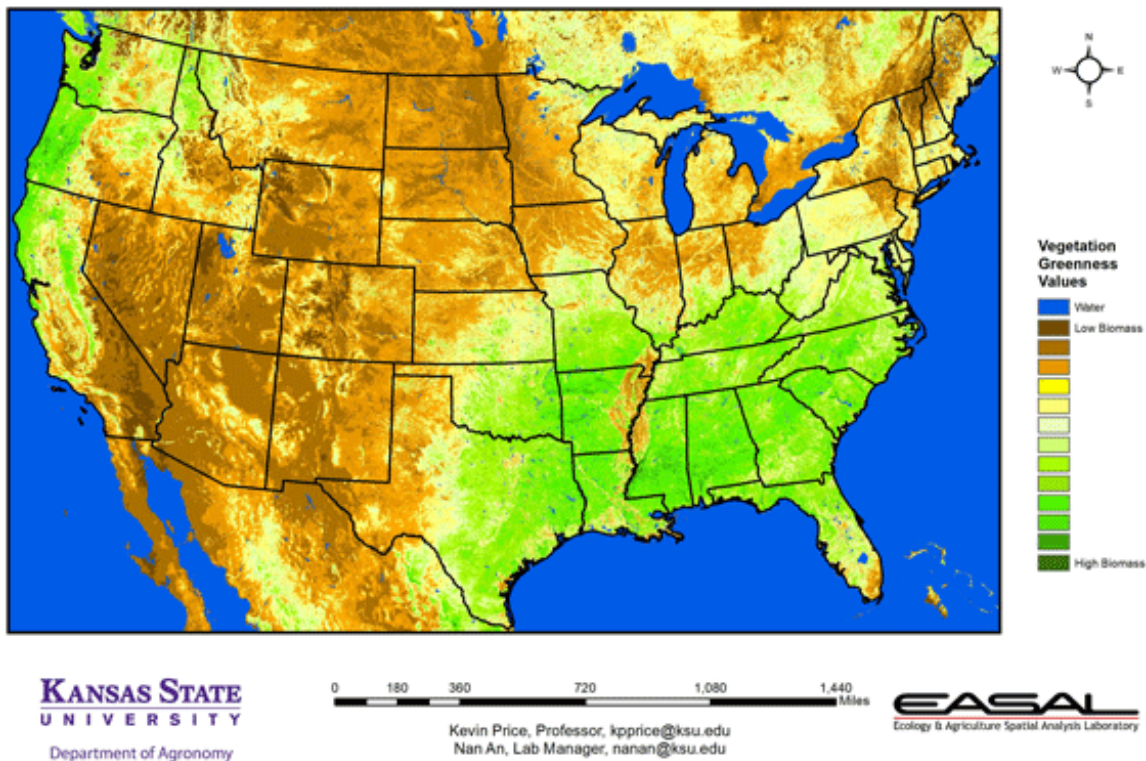 N
W
E
S
Vegetation
Greenness
Values
Water
Low Biomass
High Biomass
KANSAS STATE
UNIVERSITY
Department of Agronomy
0 180 360 720 1,080 1,440
Miles
Kevin Price, Professor, kpprice@ksu.edu
Nan An, Lab Manager, nanan@ksu.edu
EASAL
Ecology & Agriculture Spatial Analysis Laboratory